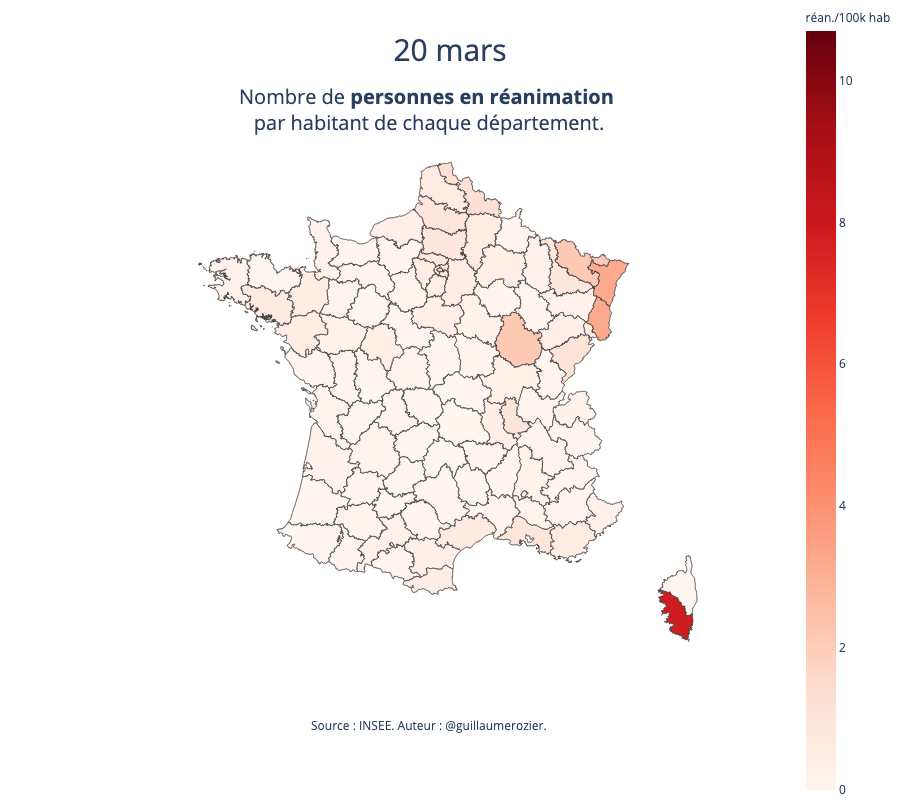 réan./100k hab
20 mars
Nombre de personnes en réanimation
par habitant de chaque département.
10
8
6
4
2
0
Source : INSEE. Auteur : @guillaumerozier.